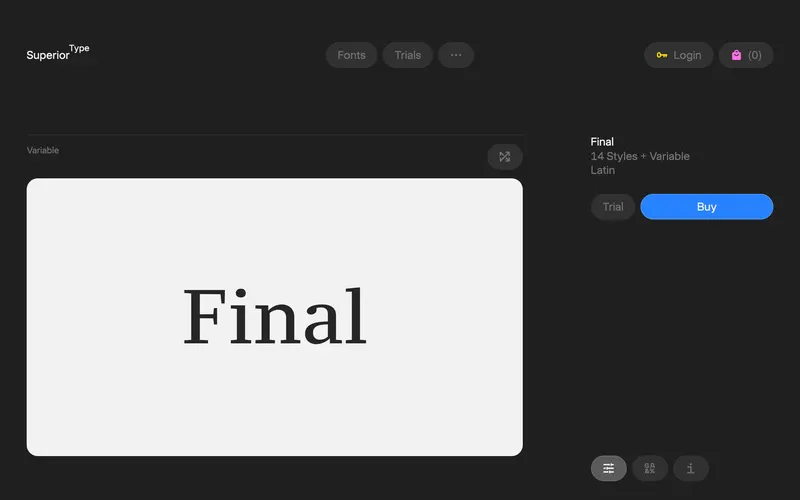 Superior Type
Fonts
Trials
Login
(0)
Variable
Final
14 Styles + Variable
Latin
Trial
Buy
Final